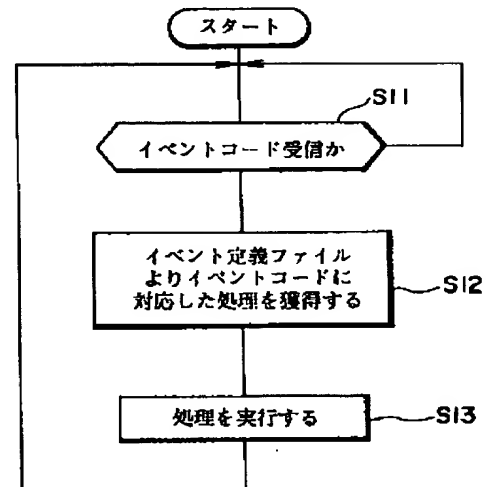 スタート
S11
イベントコード受信か
イベント定義ファイル
よりイベントコードに
対応した処理を獲得する
S12
処理を実行する
S13